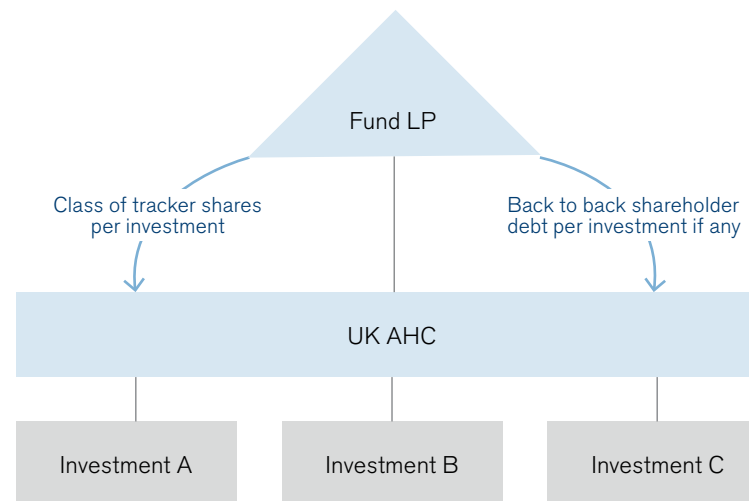 Fund LP
Class of tracker shares
per investment
Back to back shareholder
debt per investment if any
UK AHC
Investment A
Investment B
Investment C